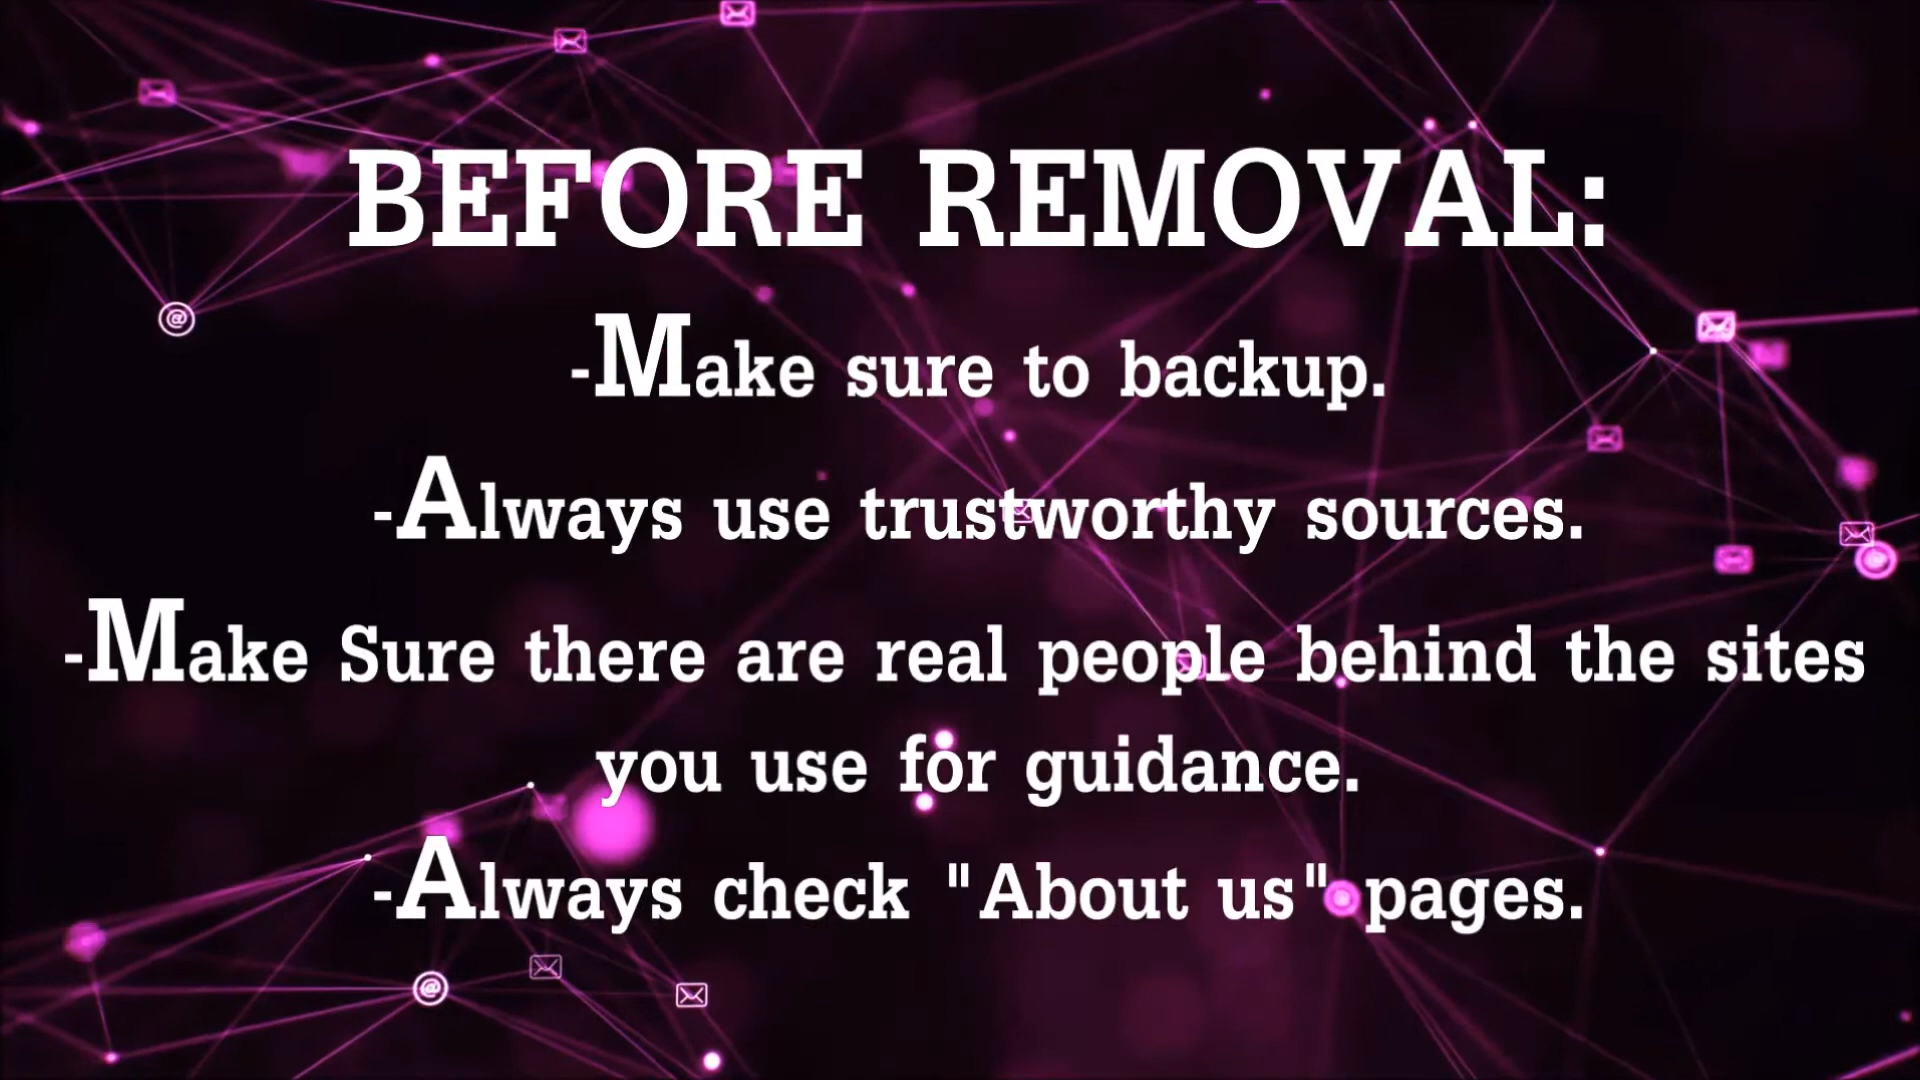 BEFORE REMOVAL:
-Make sure to backup.
-Always use trustworthy sources.
-Make Sure there are real people behind the sites
you use for guidance.
-Always check "About us" pages.